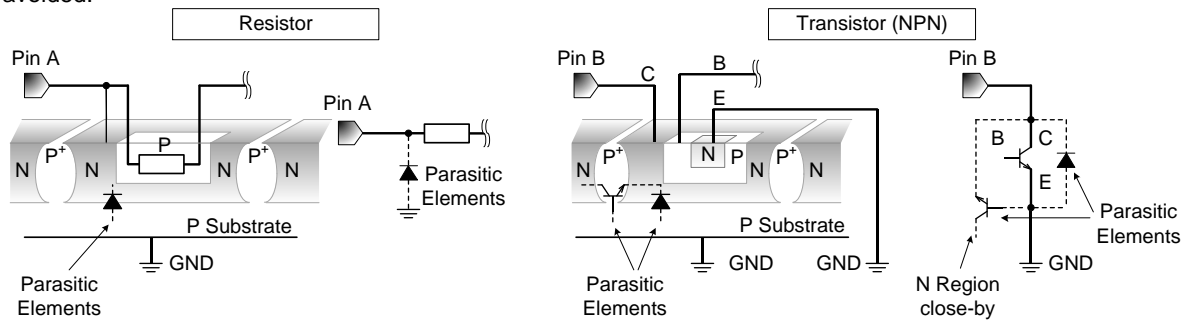 avoided.
Resistor
Transistor (NPN)
Pin A
Pin A
N P+ N P P+ N N
Parasitic
Elements
P Substrate
GND
Parasitic
Elements
Pin B
C
B
E
N P+ N N P P+ N N
P Substrate
GND
GND
Parasitic
Elements
Pin B
B C
E
Parasitic
Elements
GND
N Region
close-by